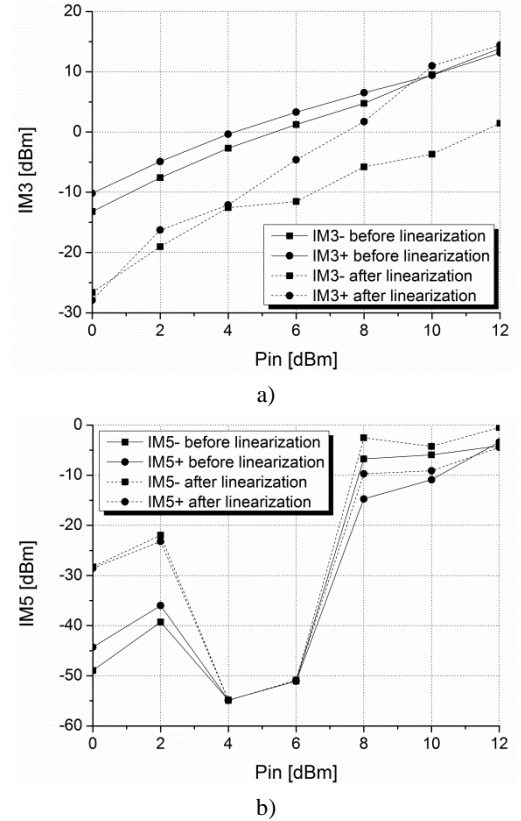 20
10
0
-10
-20
-30
IM3 [dBm]
IM3- before linearization
IM3+ before linearization
IM3- after linearization
IM3+ after linearization
0 2 4 6 8 10 12
Pin [dBm]
a)
0
-10
-20
-30
-40
-50
-60
IM5 [dBm]
IM5- before linearization
IM5+ before linearization
IM5- after linearization
IM5+ after linearization
0 2 4 6 8 10 12
Pin [dBm]
b)